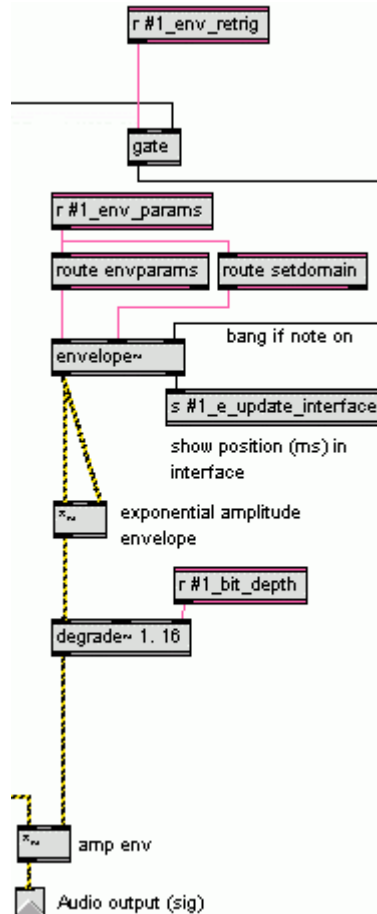 r #1_env_retrig
gate
r #1_env_params
route envparams
route setdomain
bang if note on
envelope~
s #1_e_update_interface
show position (ms) in
interface
*~
exponential amplitude
envelope
r #1_bit_depth
degrade~ 1. 16
*~
amp env
Audio output (sig)